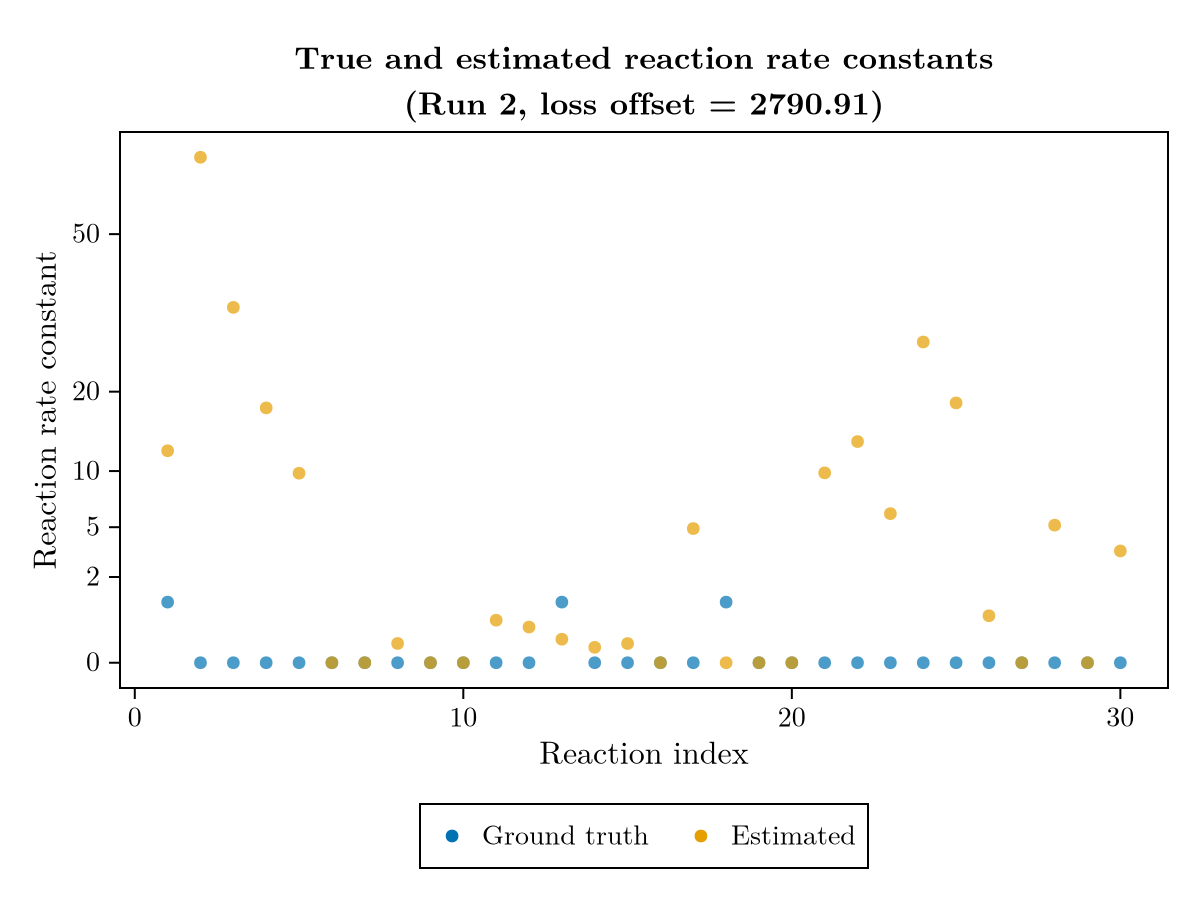 True and estimated reaction rate constants
(Run 2, loss offset = 2790.91)
Reaction rate constant
50
20
10
5
2
0
0 10 20 30
Reaction index
Ground truth Estimated